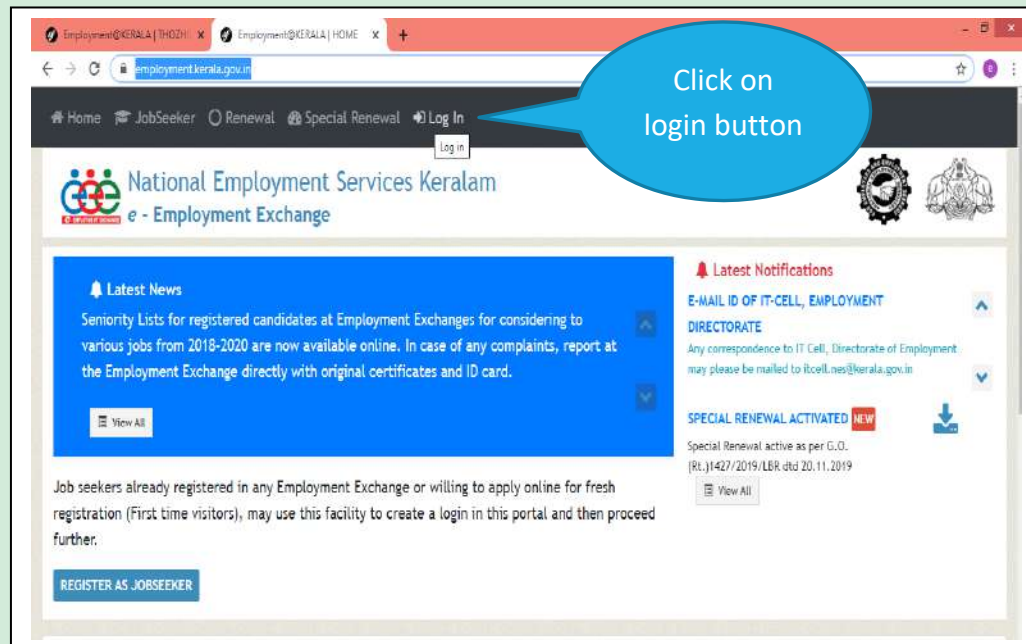 Employment@KERALA | THOZHI
Employment@KERALA | HOME
employment.kerala.gov.in
Click on
login button
Home JobSeeker Renewal Special Renewal Log In
Log in
National Employment Services Keralam
e - Employment Exchange
Latest News
Seniority Lists for registered candidates at Employment Exchanges for considering to
various jobs from 2018-2020 are now available online. In case of any complaints, report at
the Employment Exchange directly with original certificates and ID card.
View All
Latest Notifications
E-MAIL ID OF IT-CELL, EMPLOYMENT
DIRECTORATE
Any correspondence to IT Cell, Directorate of Employment
may please be mailed to itcell.nes@kerala.gov.in
SPECIAL RENEWAL ACTIVATED NEW
Special Renewal active as per G.O.
(Rt.)1427/2019/LBR dtd 20.11.2019
View All
Job seekers already registered in any Employment Exchange or willing to apply online for fresh
registration (First time visitors), may use this facility to create a login in this portal and then proceed
further.
REGISTER AS JOBSEEKER